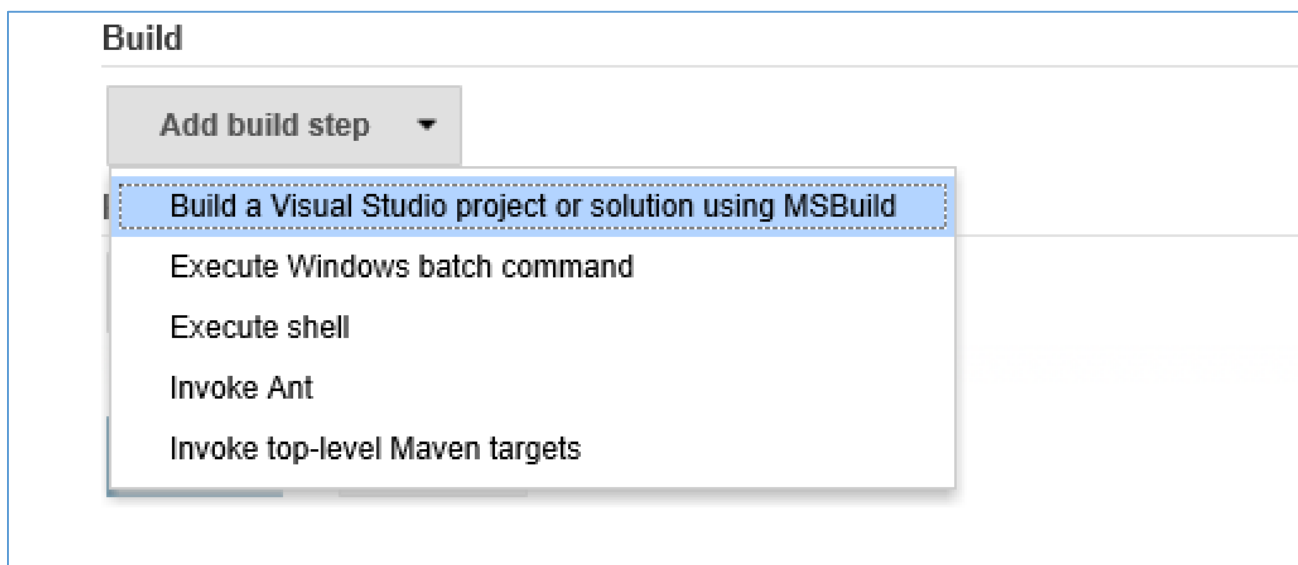 Build
Add build step
Build a Visual Studio project or solution using MSBuild
Execute Windows batch command
Execute shell
Invoke Ant
Invoke top-level Maven targets